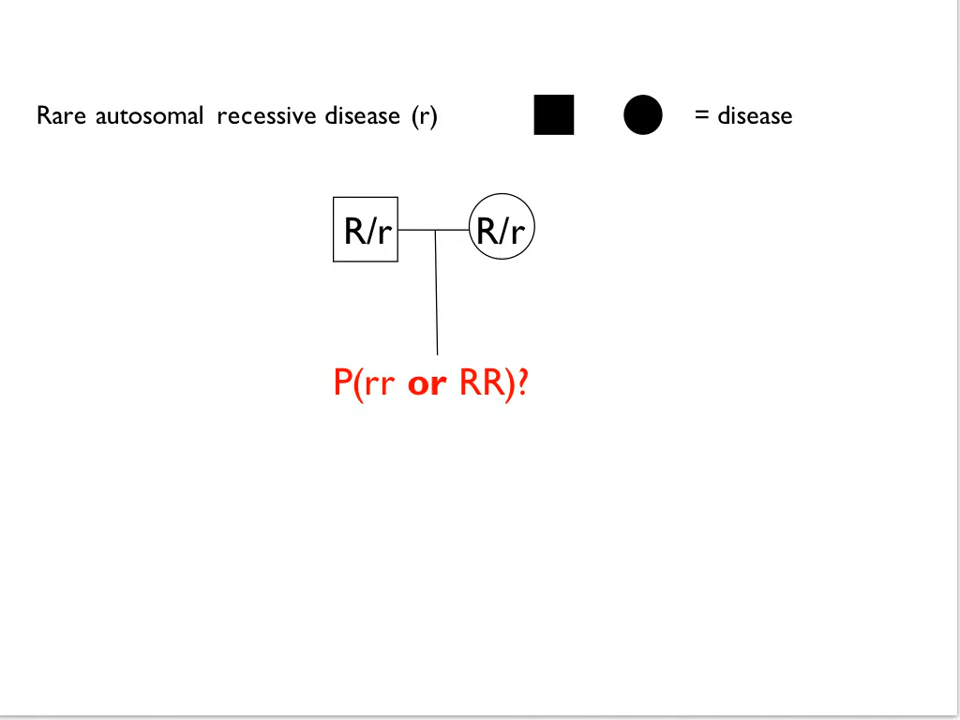 Rare autosomal recessive disease (r)
= disease
R/r
R/r
P(rr or RR)?